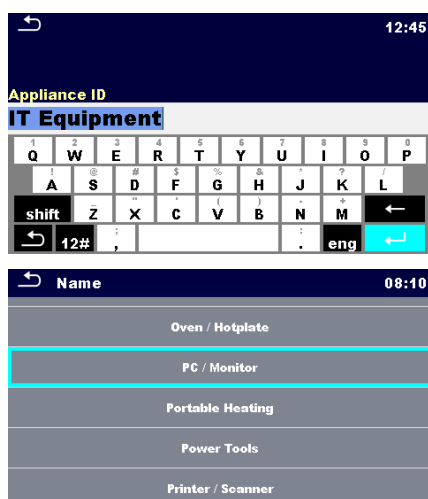 12:45
Appliance ID
IT Equipment
1 2 3 4 5 6 7 8 9 0
Q W E R T Y U I O P
! @ # $ % & * ? /
A S D F G H J K L
shift Z X C V B N M
12# ; , : . eng
Name 08:10
Oven / Hotplate
PC / Monitor
Portable Heating
Power Tools
Printer / Scanner